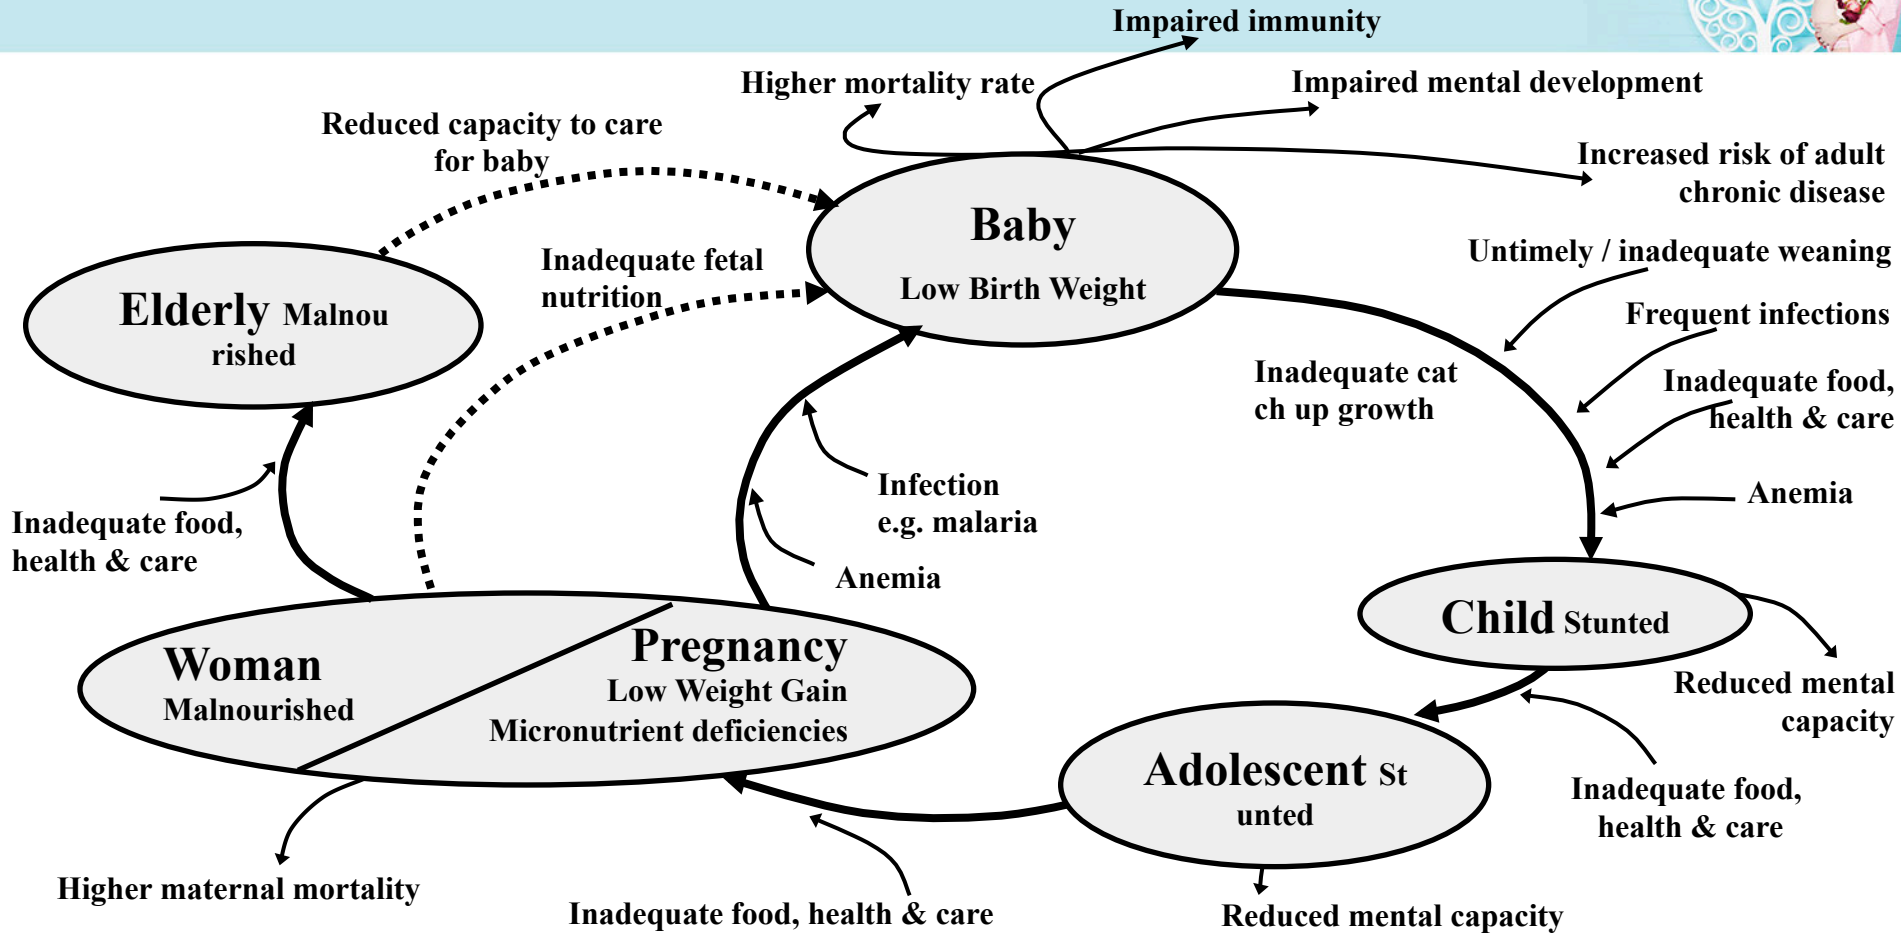 Impaired immunity
Higher mortality rate
Impaired mental development
Reduced capacity to care
for baby
Increased risk of adult
chronic disease
Baby
Low Birth Weight
Untimely / inadequate weaning
Inadequate fetal
nutrition
Elderly Malnou
rished
Frequent infections
Inadequate cat
ch up growth
Inadequate food,
health & care
Infection
e.g. malaria
Anemia
Inadequate food,
health & care
Anemia
Child Stunted
Woman
Malnourished
Pregnancy
Low Weight Gain
Micronutrient deficiencies
Reduced mental
capacity
Adolescent St
unted
Inadequate food,
health & care
Higher maternal mortality
Inadequate food, health & care
Reduced mental capacity